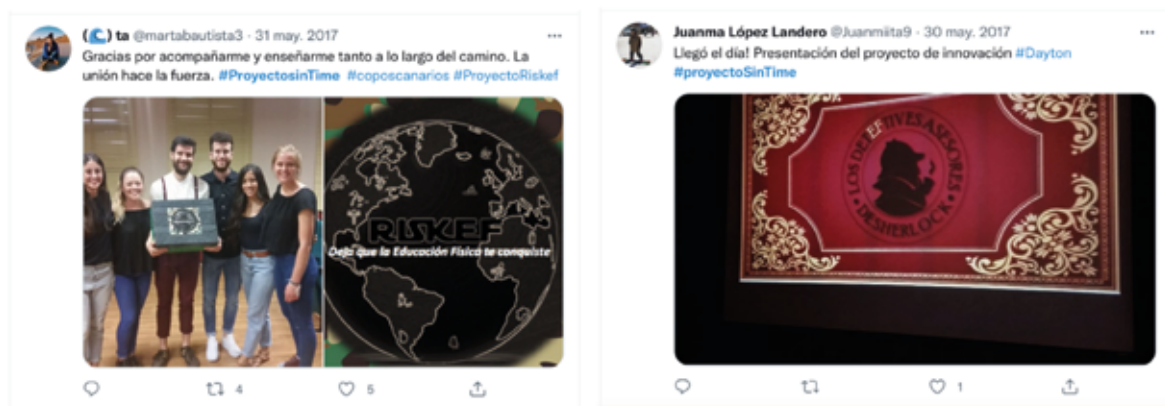 (🌊) ta @martabautista3 · 31 may. 2017
Gracias por acompañarme y enseñarme tanto a lo largo del camino. La
unión hace la fuerza. #ProyectosinTime #coposcanarios #ProyectoRiskef
RISKEF
Deja que la Educación Física te conquiste
4
5
Juanma López Landero @Juanmiita9 · 30 may. 2017
Llegó el día! Presentación del proyecto de innovación #Dayton
#proyectoSinTime
LOS DETECTIVES ASESORES
DESHERLOCK
1